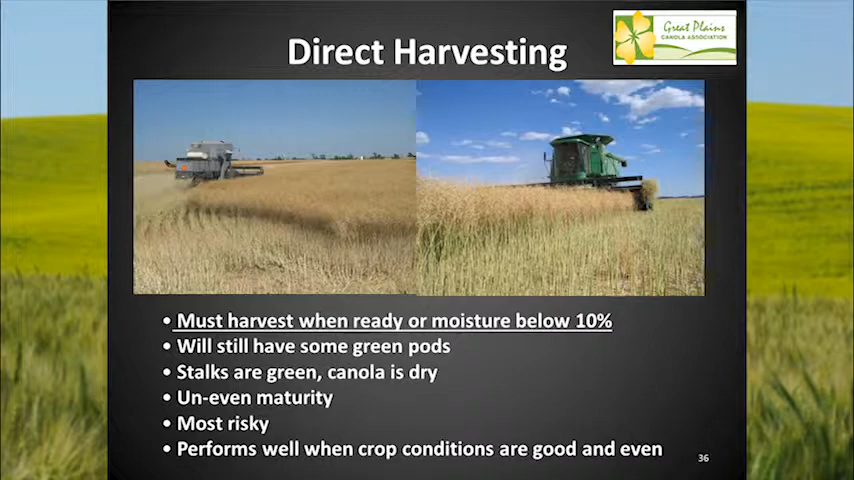 Direct Harvesting
Great Plains
CANOLA ASSOCIATION
• Must harvest when ready or moisture below 10%
• Will still have some green pods
• Stalks are green, canola is dry
• Un-even maturity
• Most risky
• Performs well when crop conditions are good and even
36